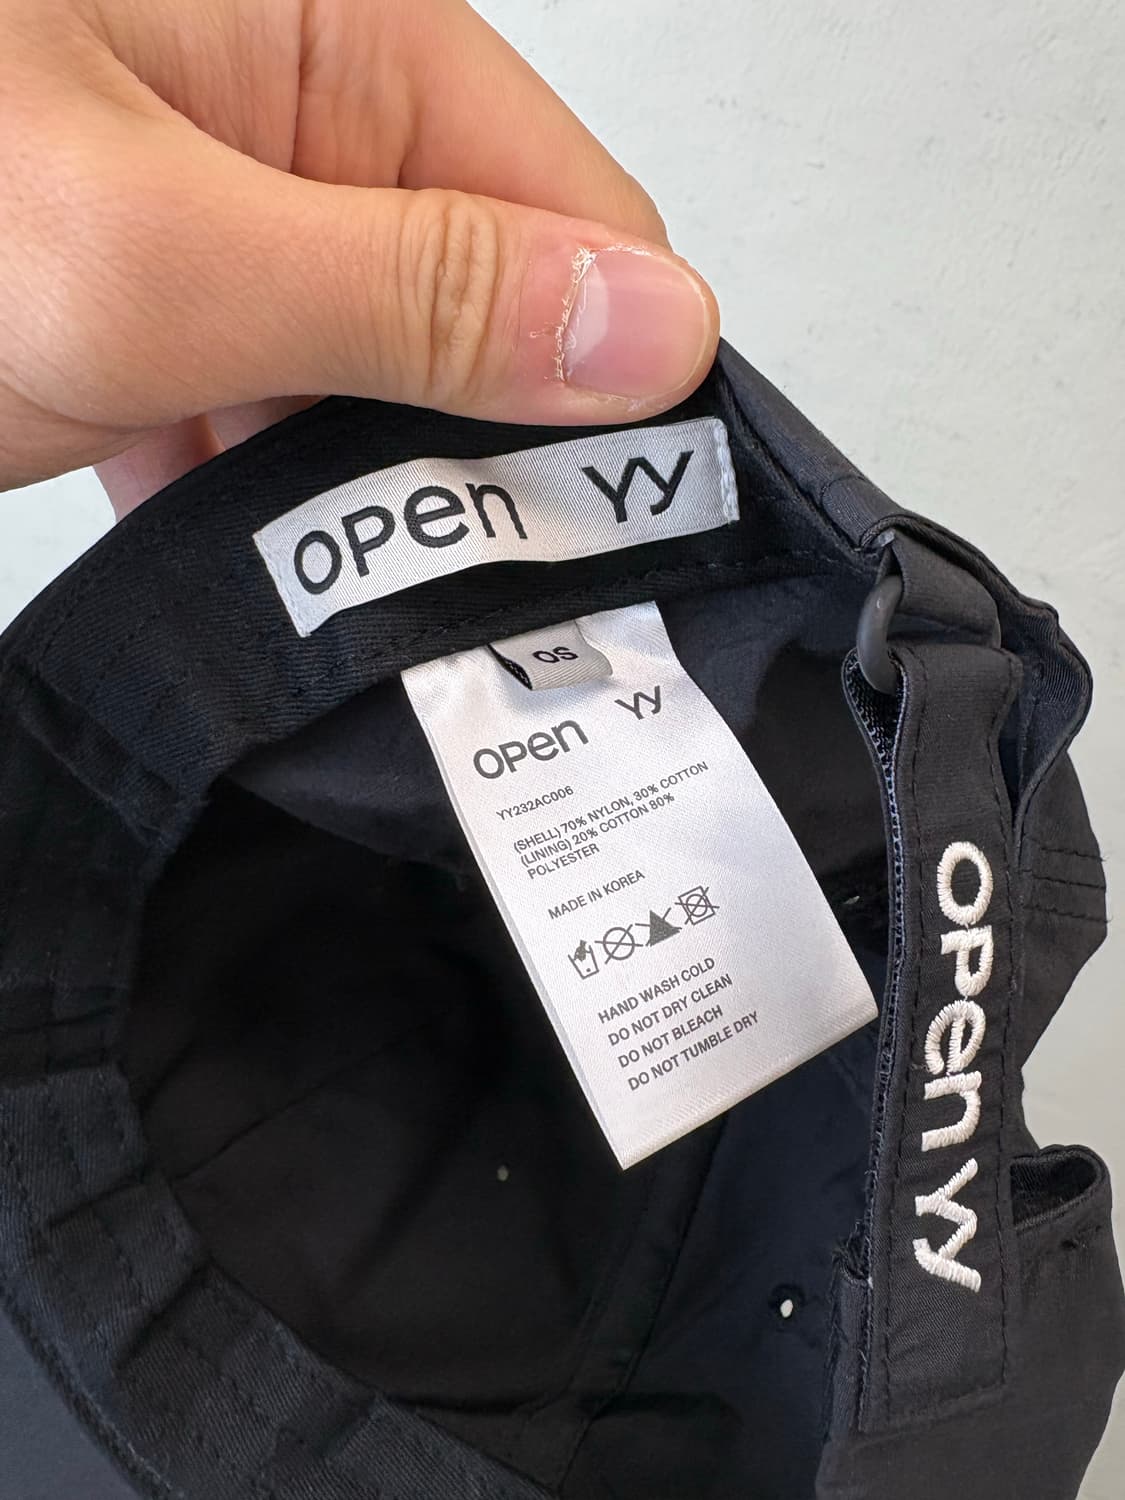 open YY
OS
open YY
YY232AC006
(SHELL) 70% NYLON, 30% COTTON
(LINING) 20% COTTON 80%
POLYESTER
MADE IN KOREA
HAND WASH COLD
DO NOT DRY CLEAN
DO NOT BLEACH
DO NOT TUMBLE DRY
open YY